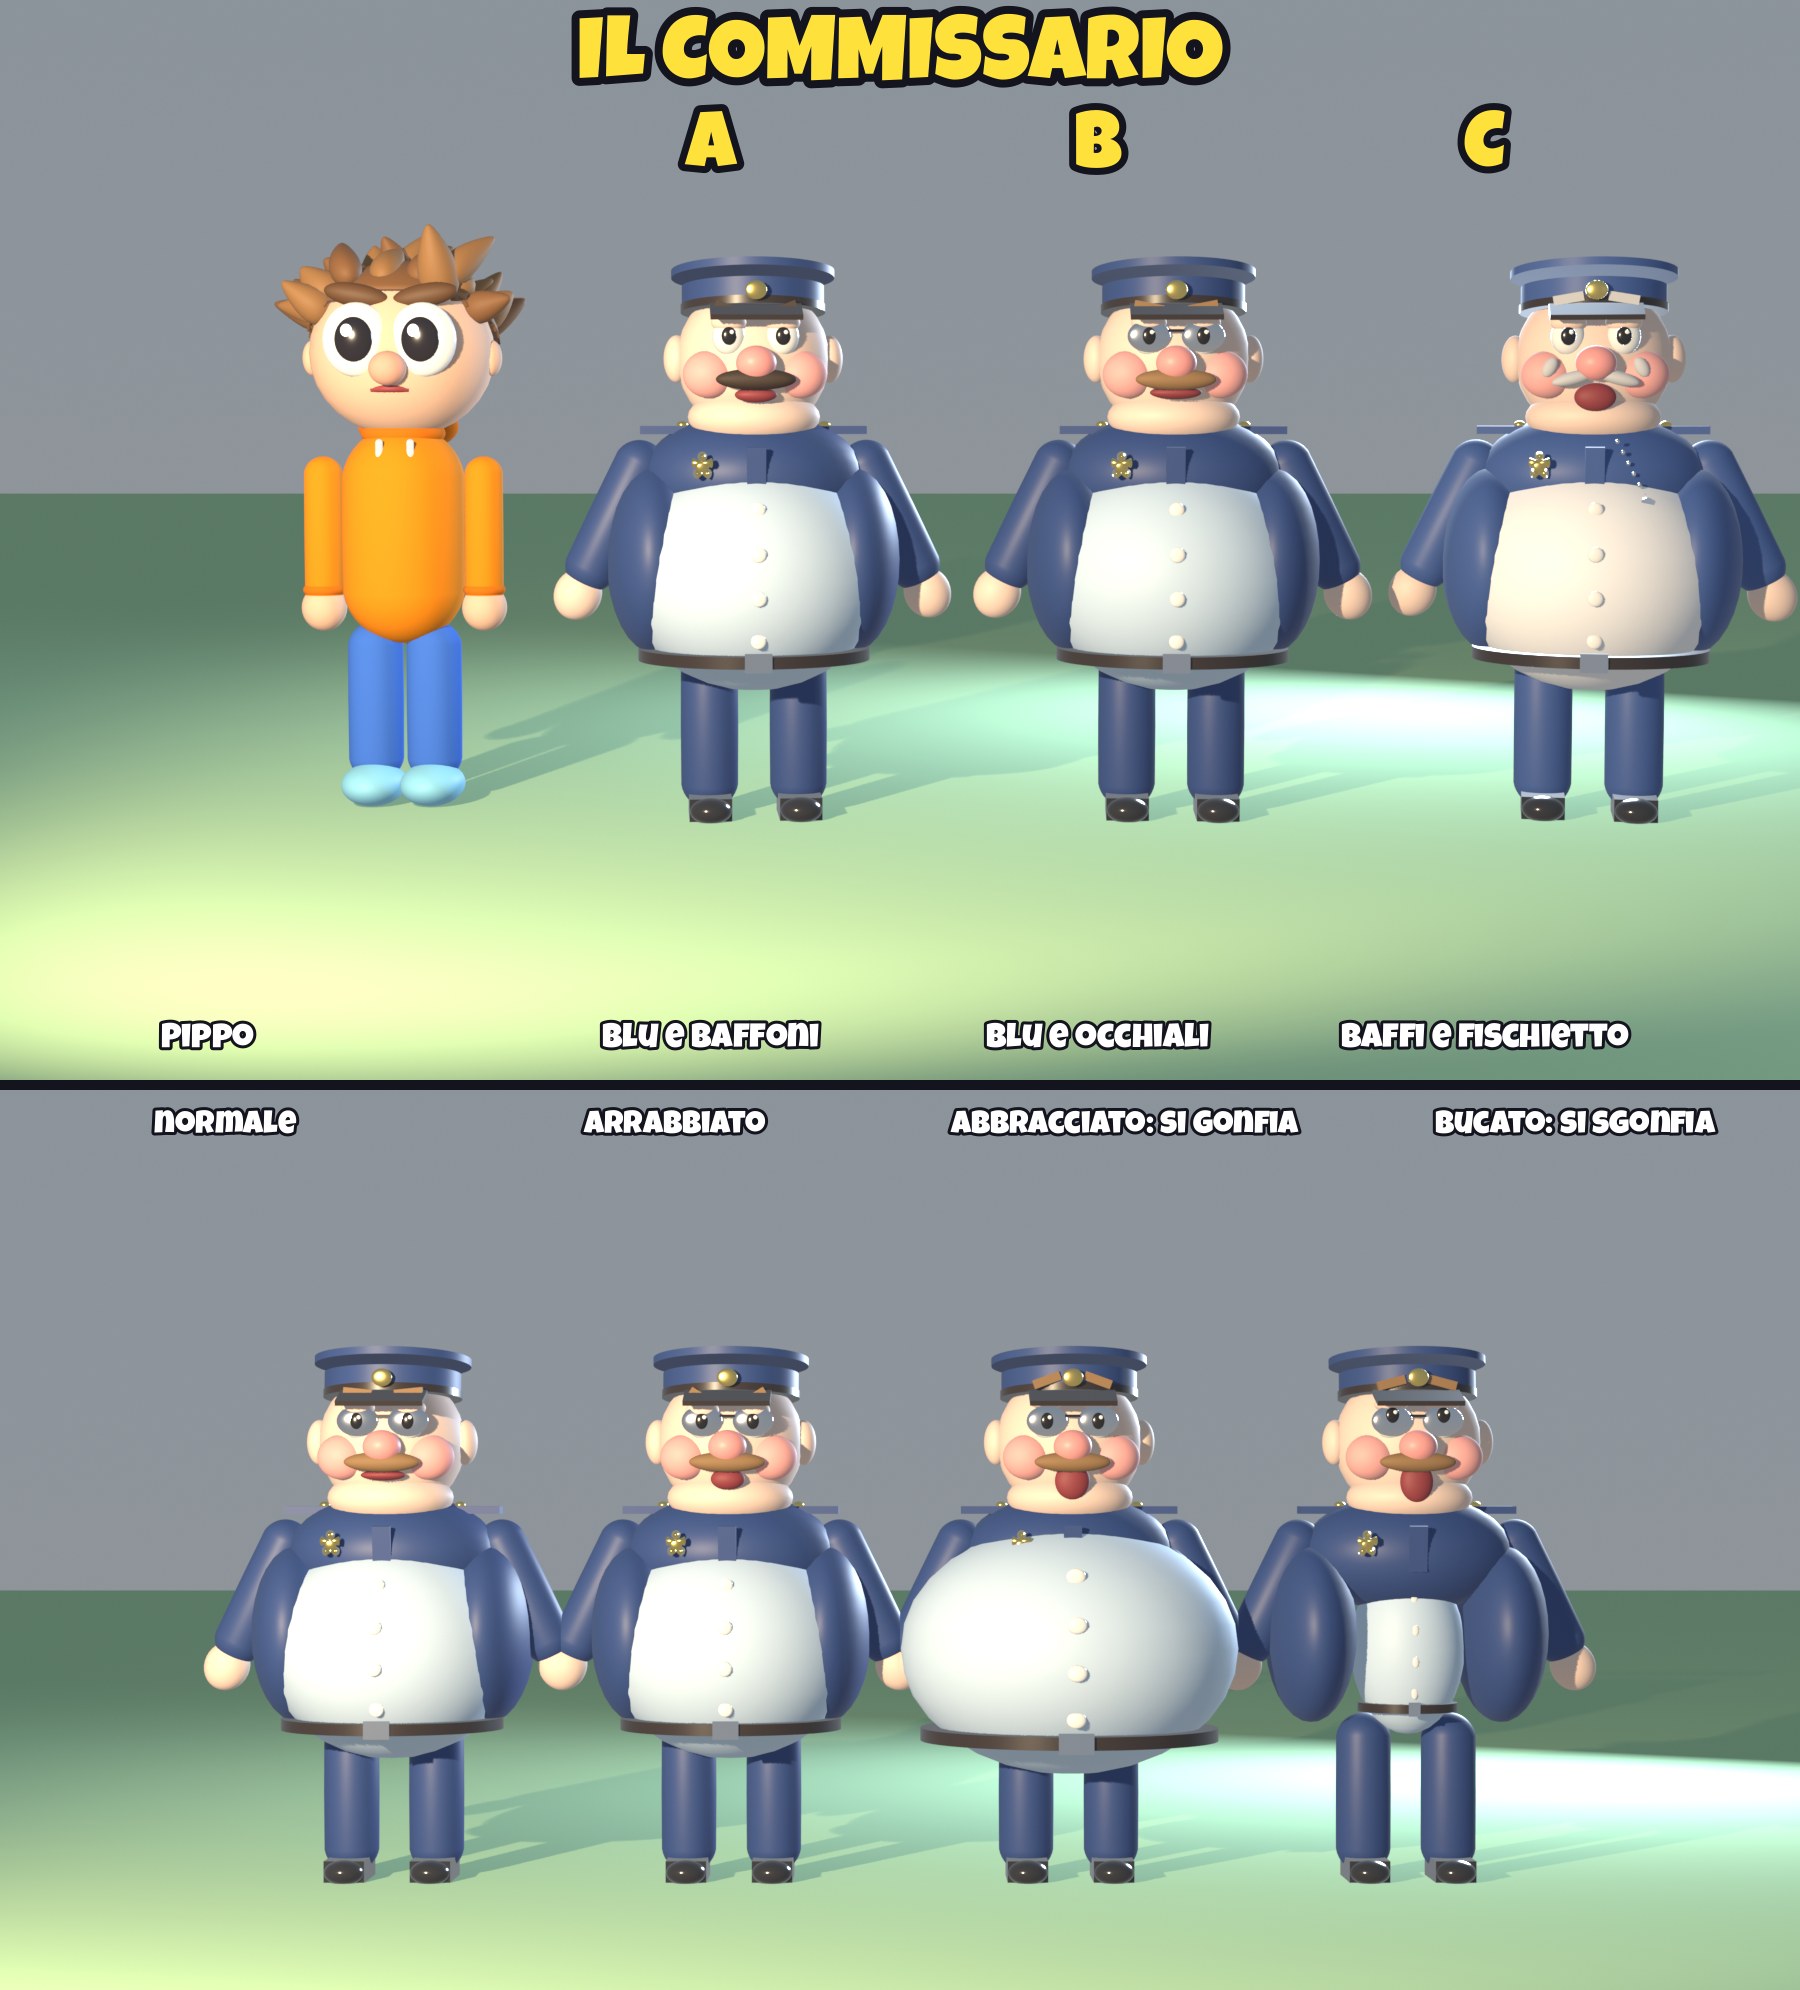 IL COMMISSARIO
A B C
PIPPO BLU e BAFFONI BLU e OCCHIALI BAFFI e FISCHIETTO
NORMALE ARRABBIATO ABBRACCIATO: SI GONFIA BUCATO: SI SGONFIA